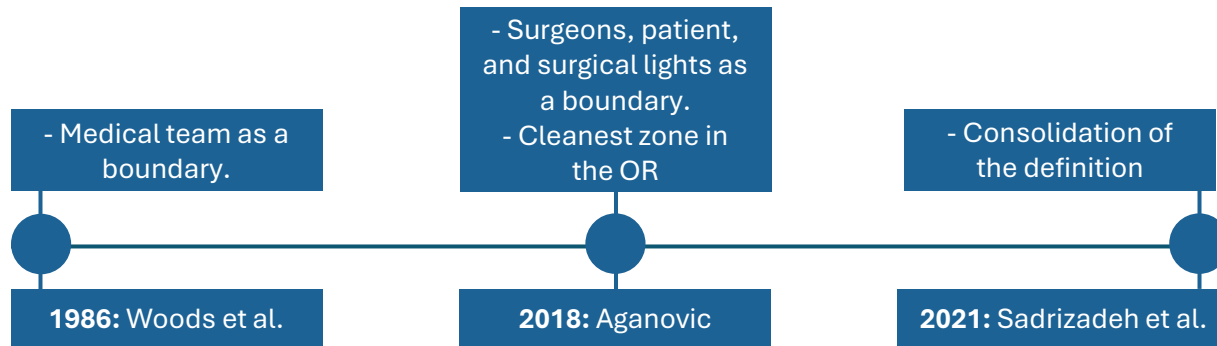 - Medical team as a
boundary.
1986: Woods et al.
- Surgeons, patient,
and surgical lights as
a boundary.
- Cleanest zone in
the OR
2018: Aganovic
- Consolidation of
the definition
2021: Sadrizadeh et al.